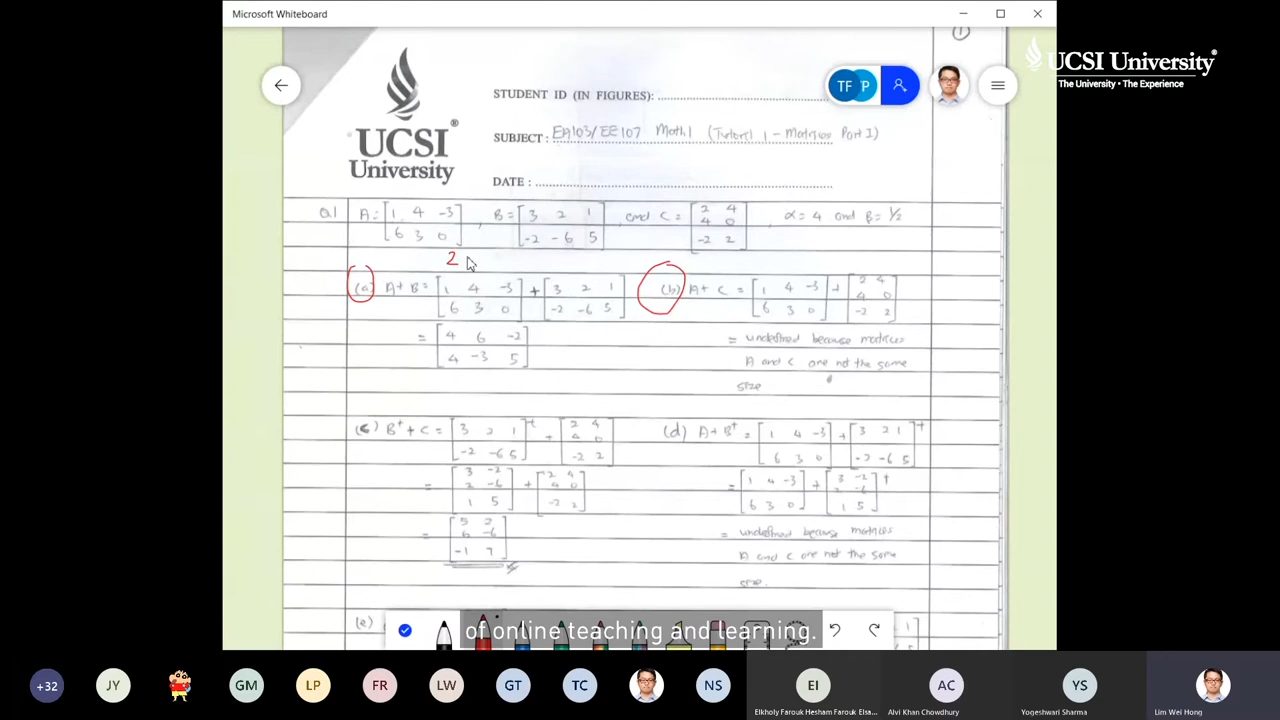 Microsoft Whiteboard
①
UCSI University
The University • The Experience
TF P
STUDENT ID (IN FIGURES):
UCSI University ®
SUBJECT : EA103/EE107 Math1 (Tutorial 1 - Matrices Part I)
DATE :
Q1 A = [1 4 -3 , B = [3 2 1 , and C = [2 4 , α = 4 and β = 1/2
6 3 0] -2 -6 5] 4 0
-2 2]
2
(a) A+B = [1 4 -3 + [3 2 1 (b) A + C = [1 4 -3 + [2 4
6 3 0] -2 -6 5] 6 3 0] 4 0
-2 2]
= [4 6 -2 = undefined because matrices
4 -3 5] A and C are not the same
size
(c) Bᵗ + C = [3 2 1 ᵗ + [2 4 (d) A + Bᵗ = [1 4 -3 + [3 2 1 ᵗ
-2 -6 5] 4 0 6 3 0] -2 -6 5]
-2 2]
= [3 -2 + [2 4 = [1 4 -3 + [3 -2 ᵗ
2 -6 4 0 6 3 0] 2 -6
1 5] -2 2] 1 5]
= [5 2 = undefined because matrices
6 -6 A and C are not the same
-1 7] size.
(e)
of online teaching and learning.
+32 JY GM LP FR LW GT TC NS EI AC YS
Elkholy Farouk Hesham Farouk Elsa... Alvi Khan Chowdhury Yogeshwari Sharma Lim Wei Hong